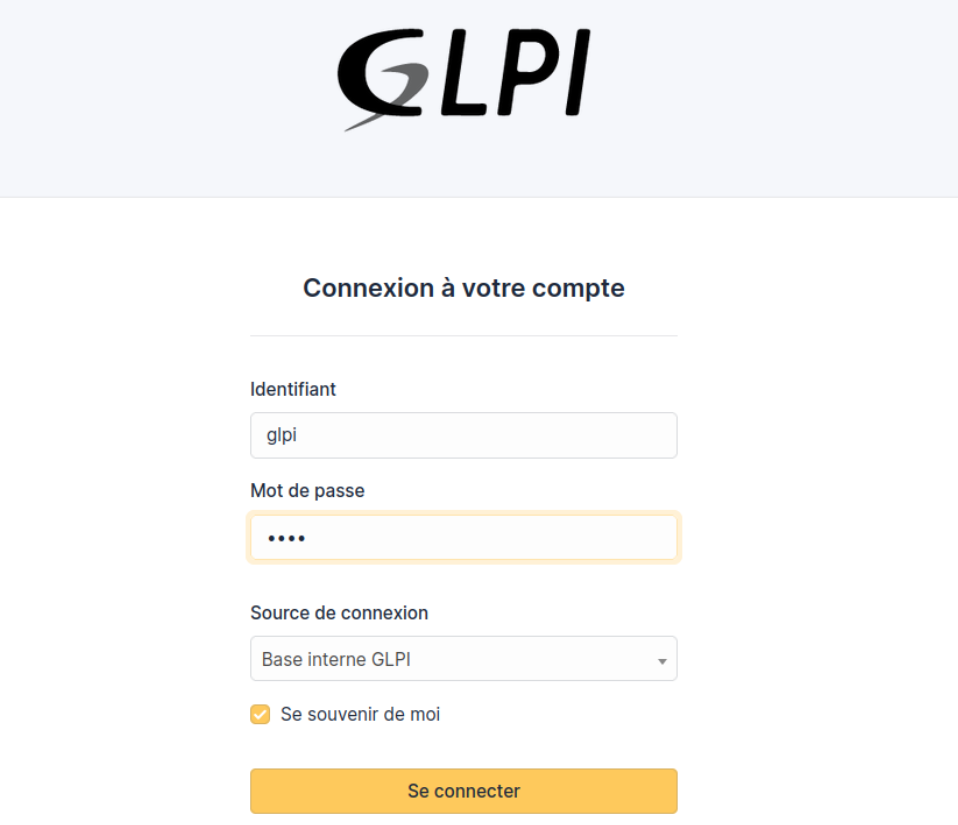 GLPI
Connexion à votre compte
Identifiant
glpi
Mot de passe
••••
Source de connexion
Base interne GLPI
Se souvenir de moi
Se connecter